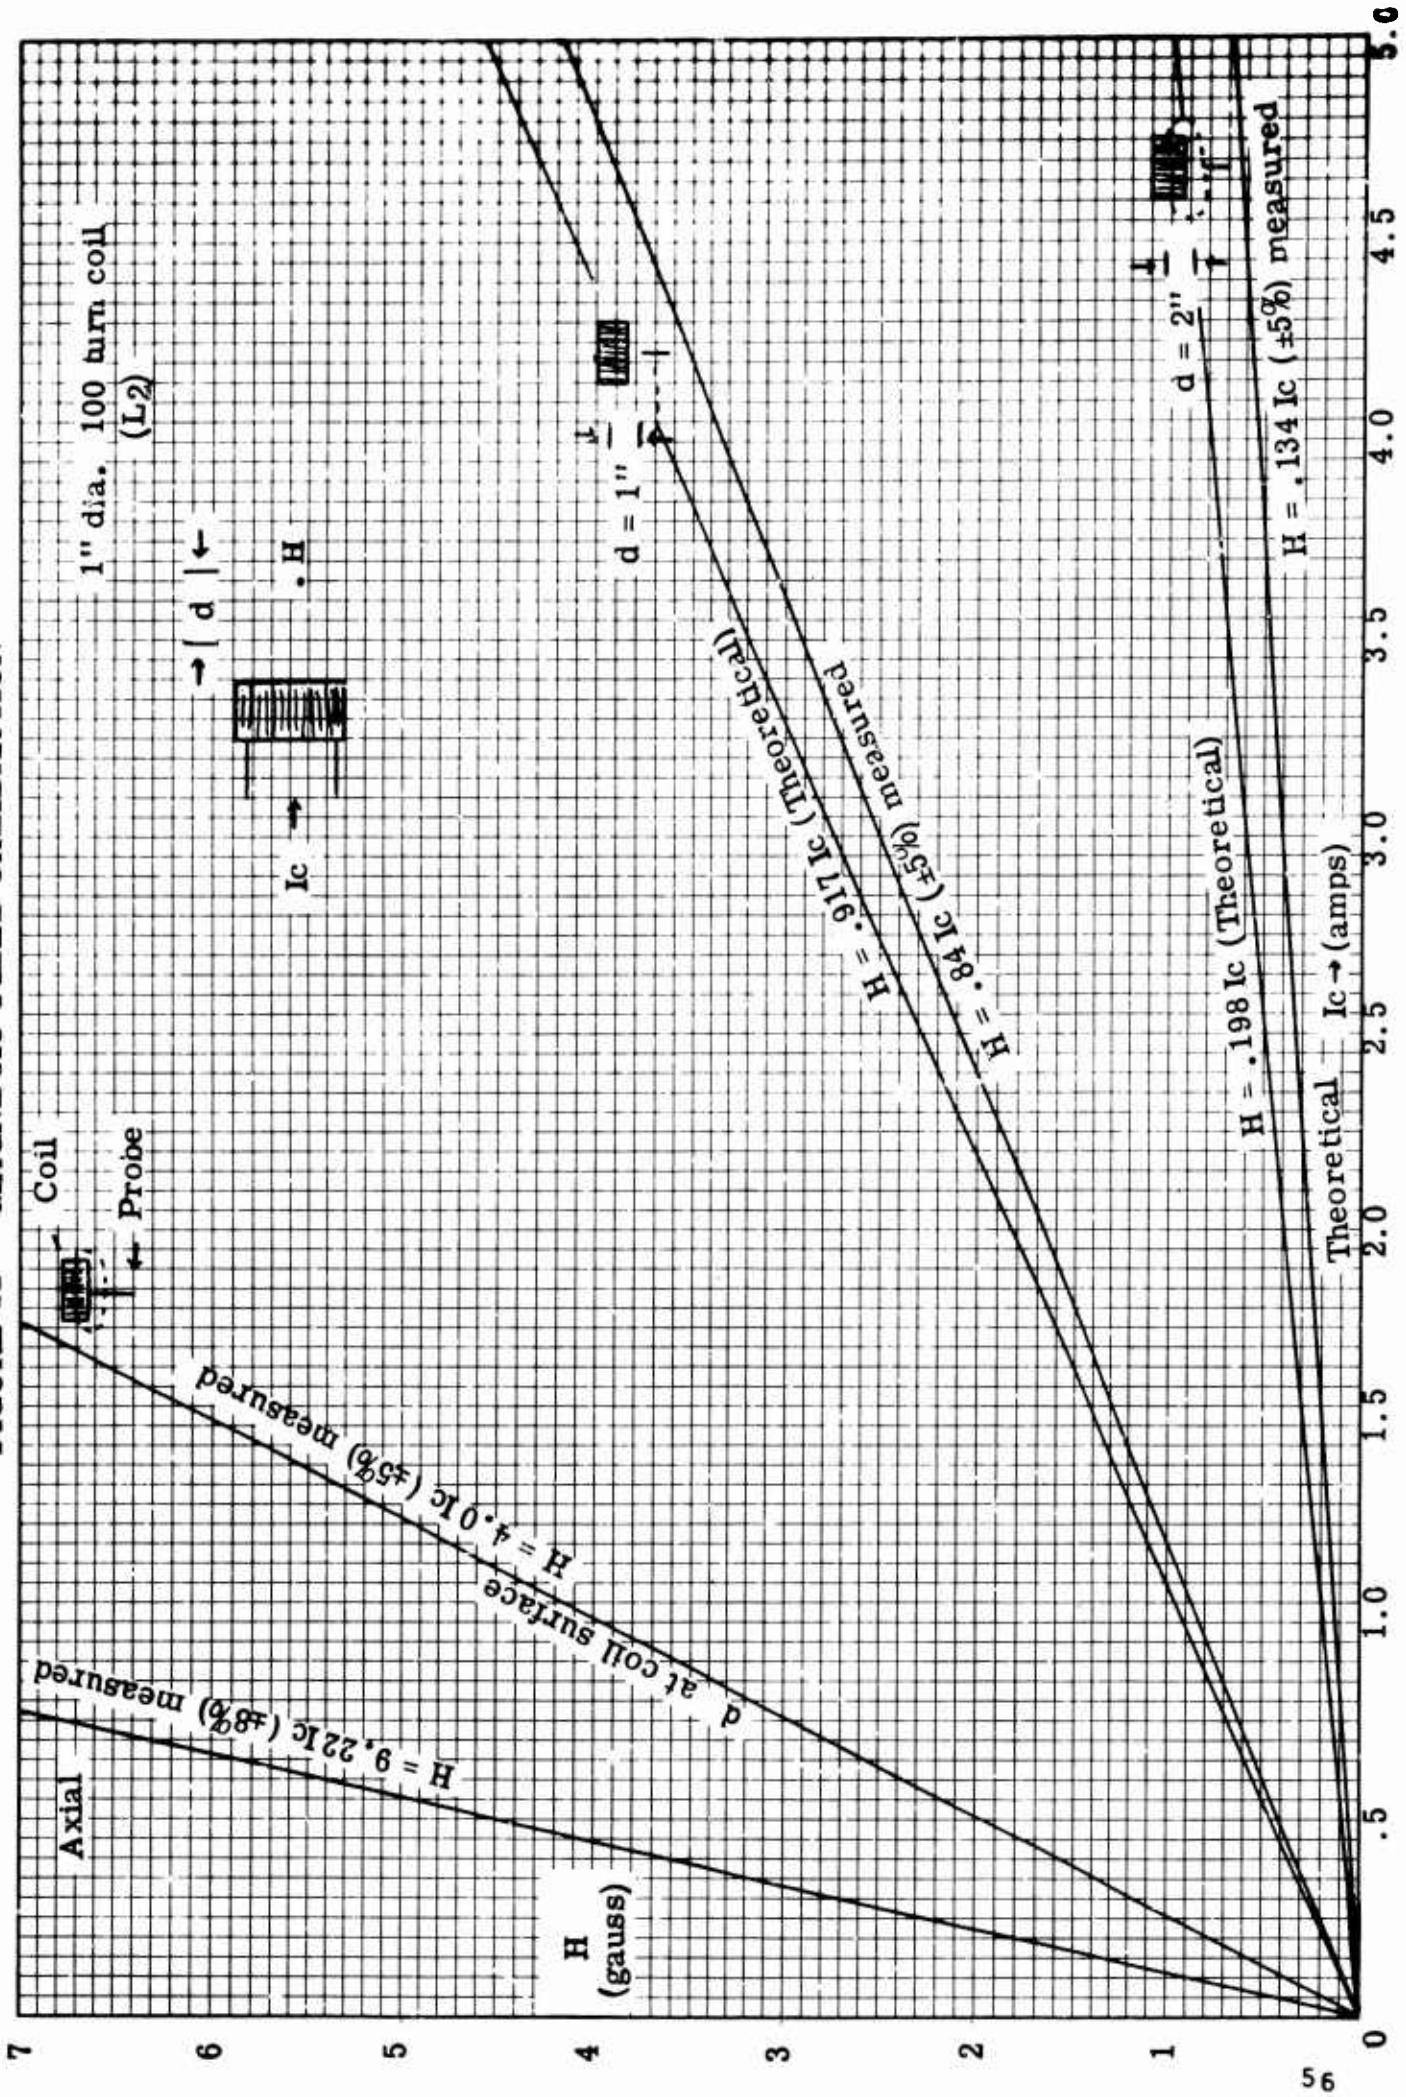 1" dia. 100 turn coil
(L2)
→ | d | ←
. H
Ic →
Coil
← Probe
Axial
H = 9.22 Ic (±8%) measured
H = 4.0 Ic (±5%) measured
d at coil surface
d = 1"
H = .917 Ic (Theoretical)
H = .84 Ic (±5%) measured
d = 2"
H = .198 Ic (Theoretical)
H = .134 Ic (±5%) measured
Theoretical Ic → (amps)
H
(gauss)
7
6
5
4
3
2
1
0
.5
1.0
1.5
2.0
2.5
3.0
3.5
4.0
4.5
5.0
56